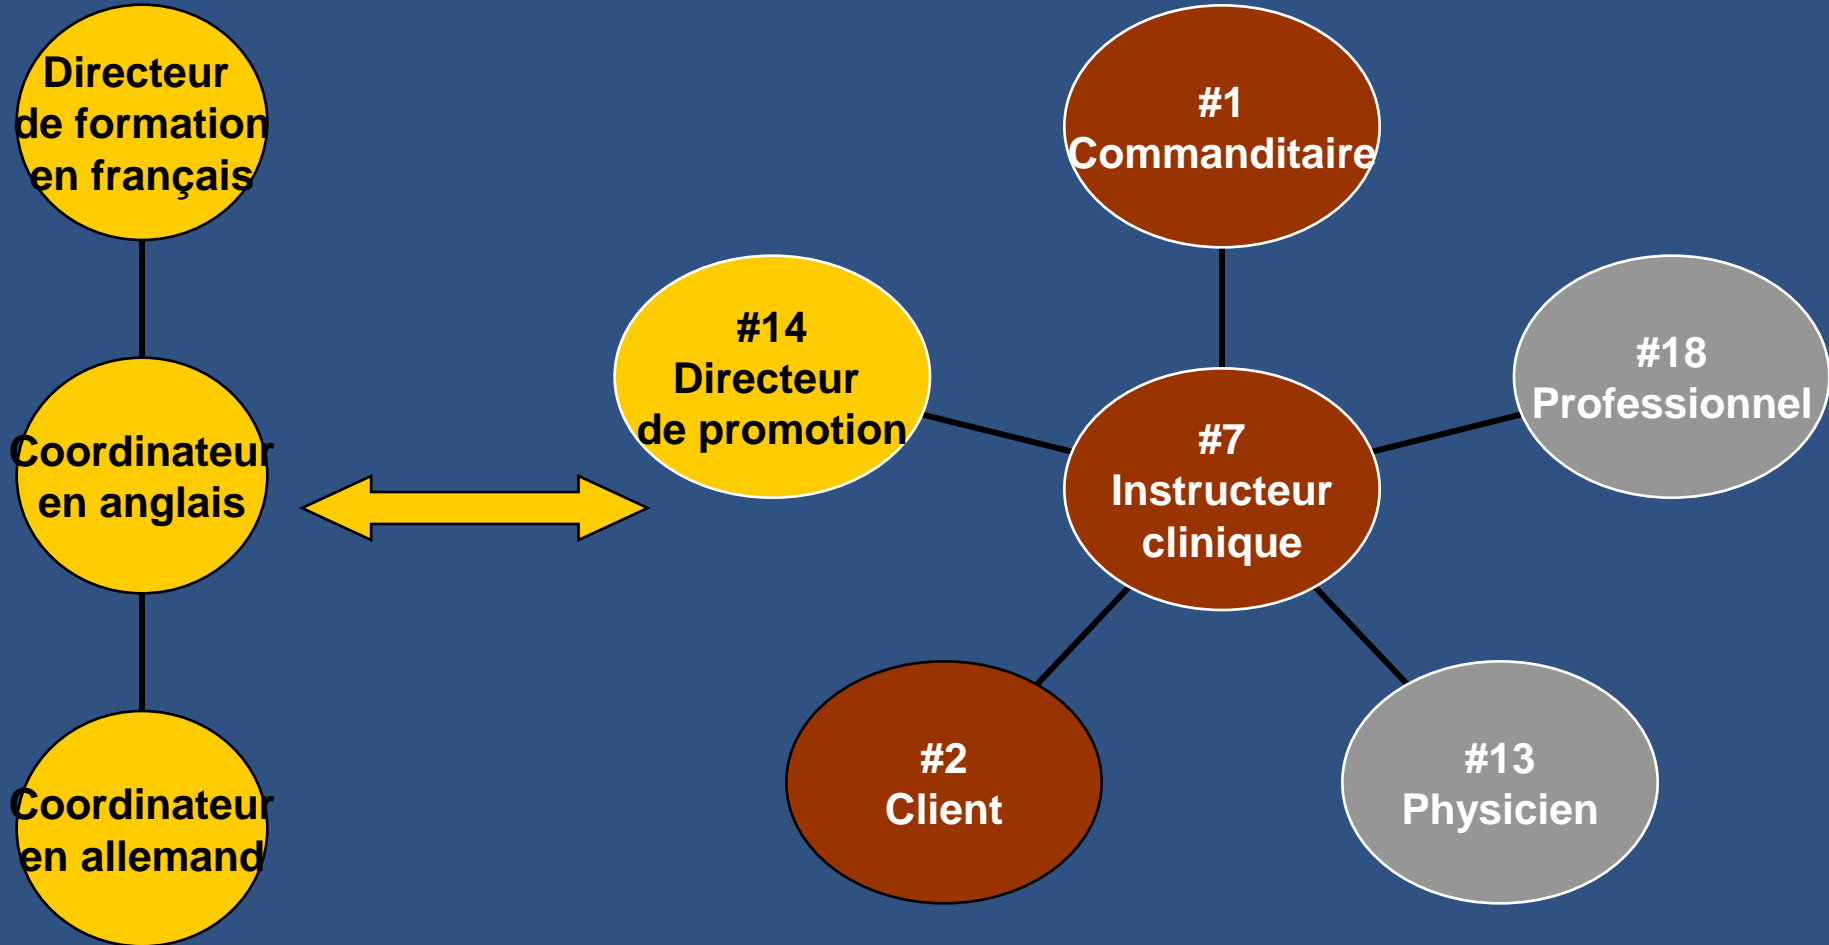 Directeur
de formation
en français
Coordinateur
en anglais
Coordinateur
en allemand
#1
Commanditaire
#14
Directeur
de promotion
#18
Professionnel
#7
Instructeur
clinique
#2
Client
#13
Physicien